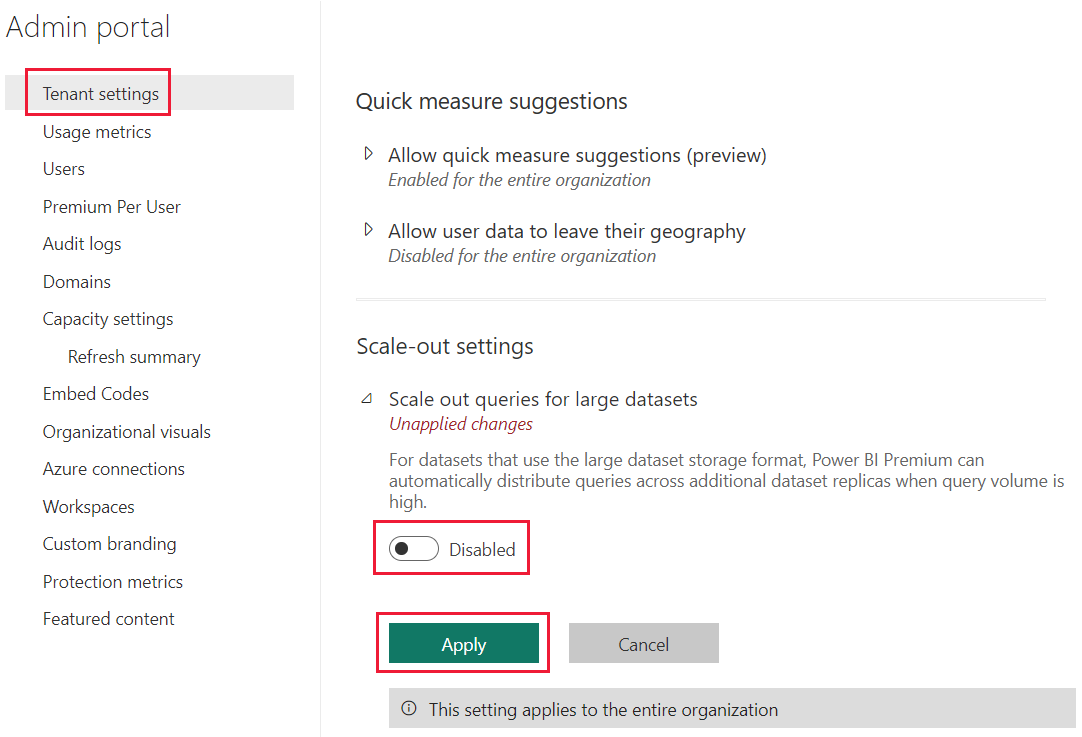 Admin portal
Tenant settings
Usage metrics
Users
Premium Per User
Audit logs
Domains
Capacity settings
Refresh summary
Embed Codes
Organizational visuals
Azure connections
Workspaces
Custom branding
Protection metrics
Featured content
Quick measure suggestions
Allow quick measure suggestions (preview)
Enabled for the entire organization
Allow user data to leave their geography
Disabled for the entire organization
Scale-out settings
Scale out queries for large datasets
Unapplied changes
For datasets that use the large dataset storage format, Power BI Premium can
automatically distribute queries across additional dataset replicas when query volume is
high.
Disabled
Apply
Cancel
This setting applies to the entire organization